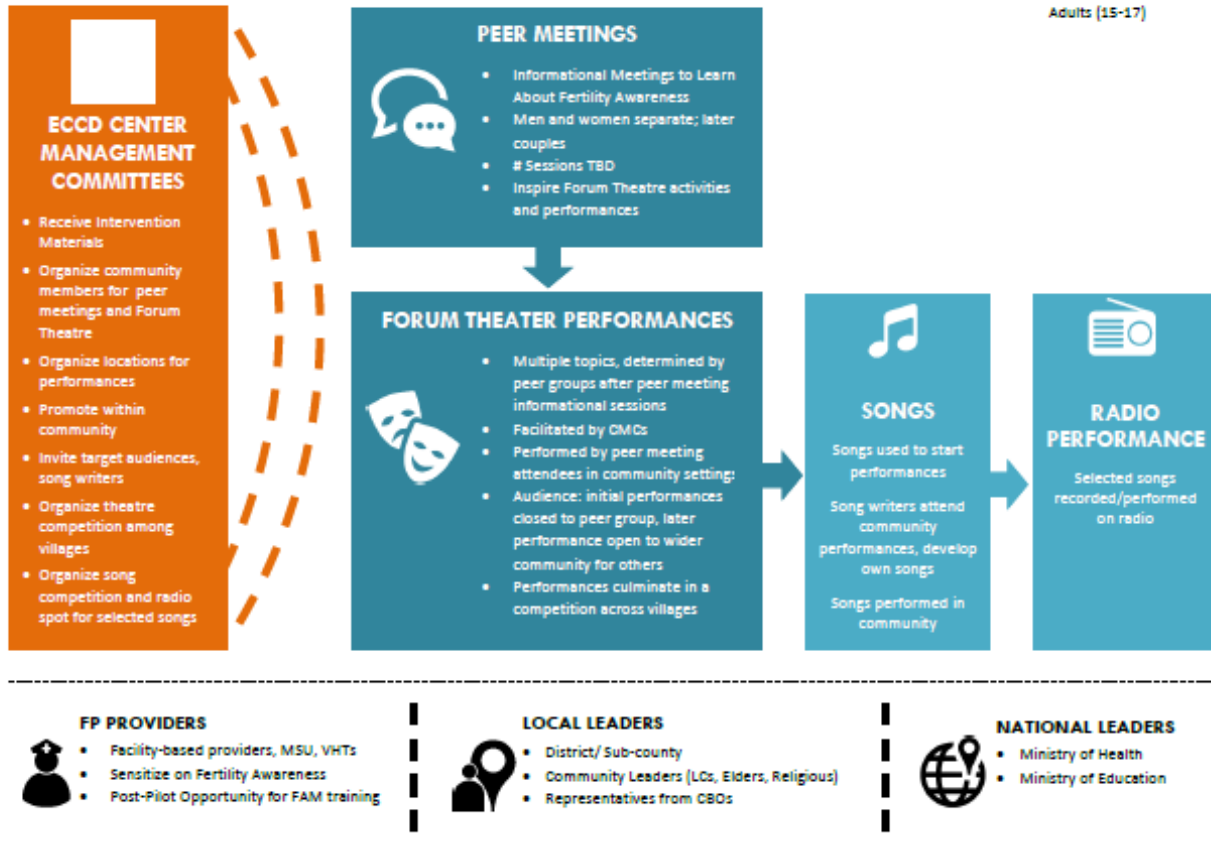 Adults (15-17)
ECCD CENTER
MANAGEMENT
COMMITTEES
• Receive Intervention
Materials
• Organize community
members for peer
meetings and Forum
Theatre
• Organize locations for
performances
• Promote within
community
• Invite target audiences,
song writers
• Organize theatre
competition among
villages
• Organize song
competition and radio
spot for selected songs
PEER MEETINGS
• Informational Meetings to Learn
About Fertility Awareness
• Men and women separate; later
couples
• # Sessions TBD
• Inspire Forum Theatre activities
and performances
FORUM THEATER PERFORMANCES
• Multiple topics, determined by
peer groups after peer meeting
informational sessions
• Facilitated by CMCs
• Performed by peer meeting
attendees in community settings
• Audience: initial performances
closed to peer group, later
performance open to wider
community for others
• Performances culminate in a
competition across villages
SONGS
Songs used to start
performances
Song writers attend
community
performances, develop
own songs
Songs performed in
community
RADIO
PERFORMANCE
Selected songs
recorded/performed
on radio
FP PROVIDERS
• Facility-based providers, MSU, VHTs
• Sensitize on Fertility Awareness
• Post-Pilot Opportunity for FAM training
LOCAL LEADERS
• District/ Sub-county
• Community Leaders (LCs, Elders, Religious)
• Representatives from CBOs
NATIONAL LEADERS
• Ministry of Health
• Ministry of Education